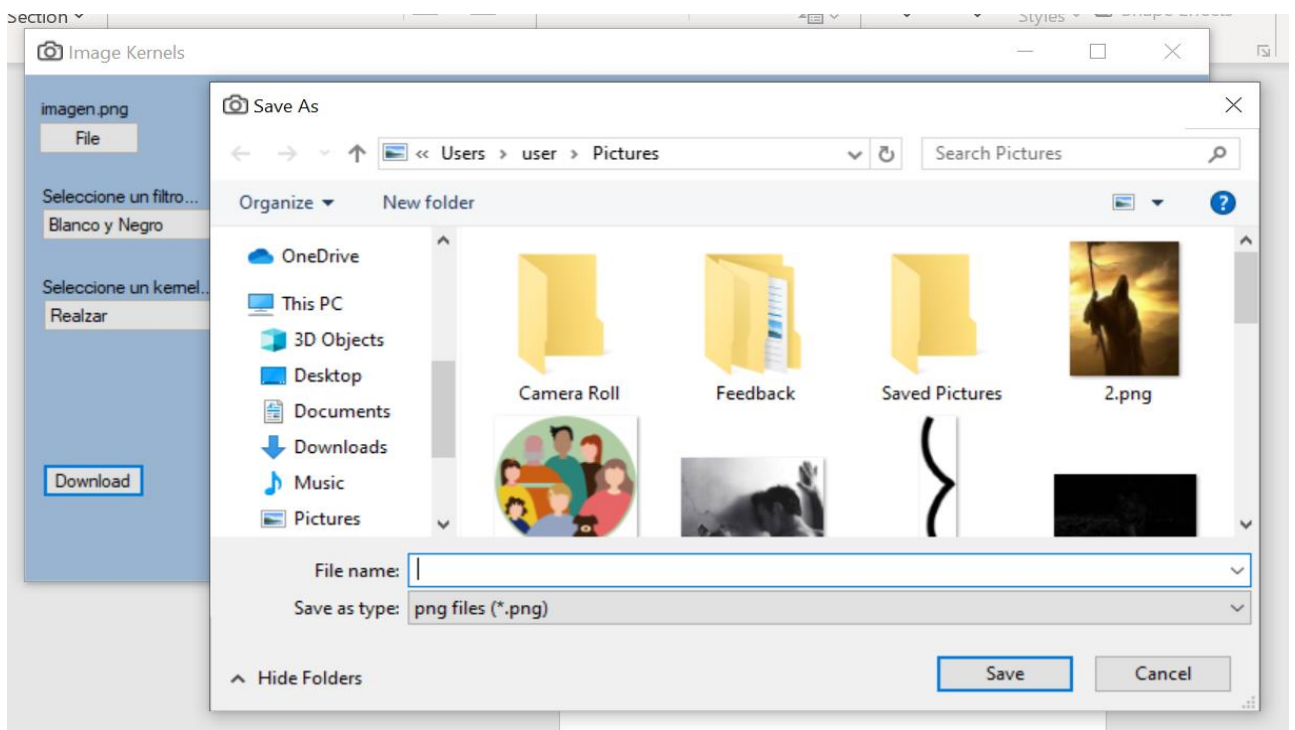 Section
Styles
Image Kernels
imagen.png
File
Seleccione un filtro...
Blanco y Negro
Seleccione un kernel..
Realzar
Download
Save As
« Users > user > Pictures
Search Pictures
Organize
New folder
OneDrive
This PC
3D Objects
Desktop
Documents
Downloads
Music
Pictures
Camera Roll
Feedback
Saved Pictures
2.png
File name:
Save as type: png files (*.png)
Hide Folders
Save
Cancel